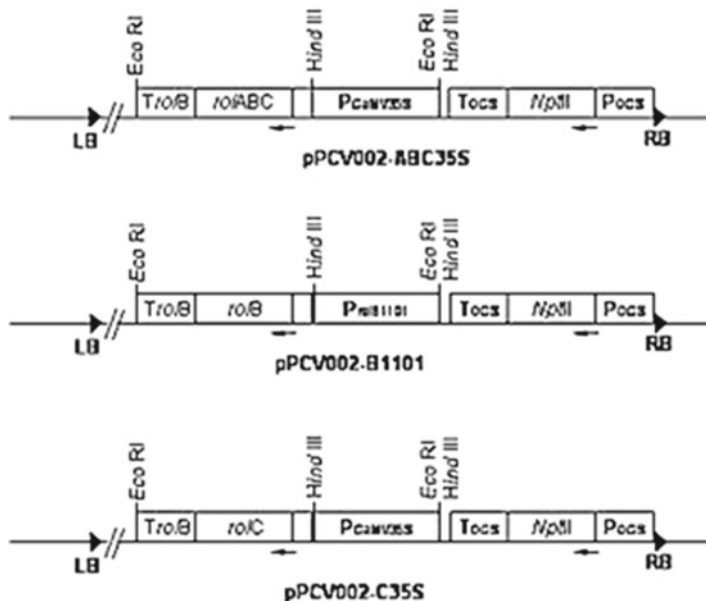 Eco RI Hind III Eco RI Hind III
TrolB rolABC PCaMV35S Tocs NptII Pocs
LB RB
pPCV002-ABC35S
Eco RI Hind III Eco RI Hind III
TrolB rolB ProlB1101 Tocs NptII Pocs
LB RB
pPCV002-B1101
Eco RI Hind III Eco RI Hind III
TrolB rolC PCaMV35S Tocs NptII Pocs
LB RB
pPCV002-C35S